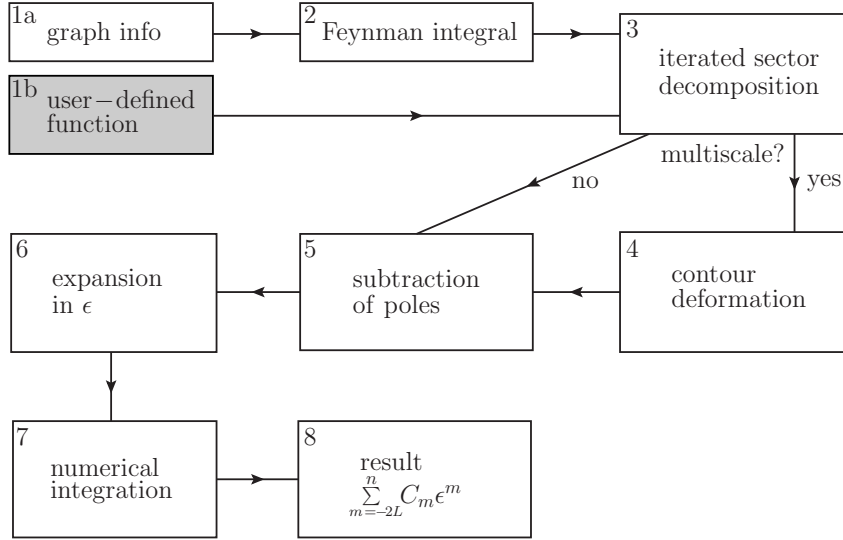 1a
graph info
2
Feynman integral
3
iterated sector
decomposition
1b
user−defined
function
multiscale?
no
yes
6
expansion
in ϵ
5
subtraction
of poles
4
contour
deformation
7
numerical
integration
8
result
n
∑ C_m ϵ^m
m=−2L